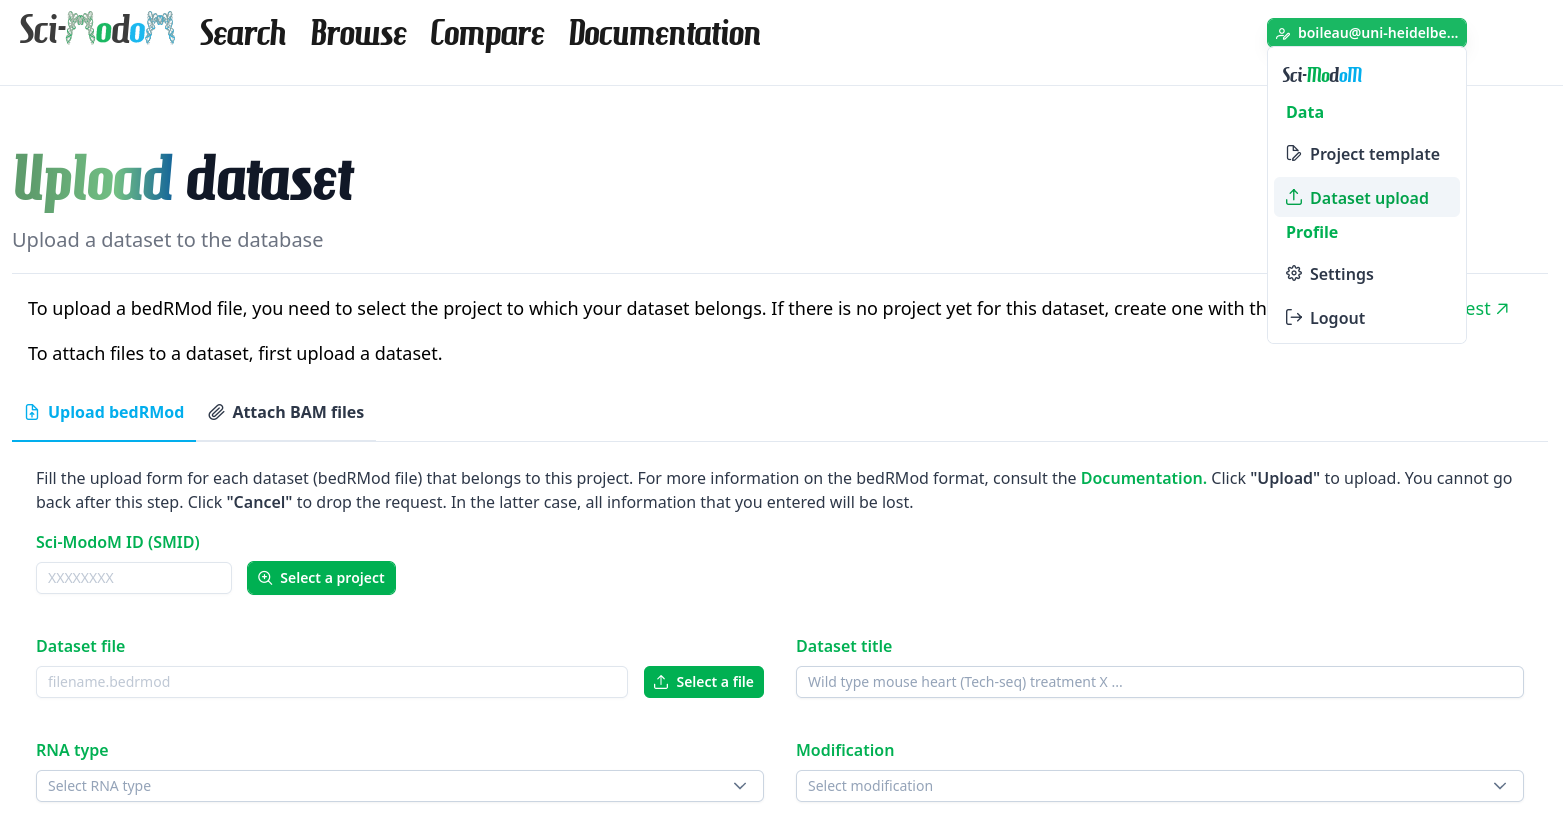 Sci-ModoM Search Browse Compare Documentation
boileau@uni-heidelbe...
Sci-ModoM
Data
Project template
Dataset upload
Profile
Settings
Logout
Upload dataset
Upload a dataset to the database
To upload a bedRMod file, you need to select the project to which your dataset belongs. If there is no project yet for this dataset, create one with
To attach files to a dataset, first upload a dataset.
Upload bedRMod Attach BAM files
Fill the upload form for each dataset (bedRMod file) that belongs to this project. For more information on the bedRMod format, consult the Documentation. Click "Upload" to upload. You cannot go
back after this step. Click "Cancel" to drop the request. In the latter case, all information that you entered will be lost.
Sci-ModoM ID (SMID)
XXXXXXXX Select a project
Dataset file Dataset title
filename.bedrmod Select a file Wild type mouse heart (Tech-seq) treatment X ...
RNA type Modification
Select RNA type Select modification